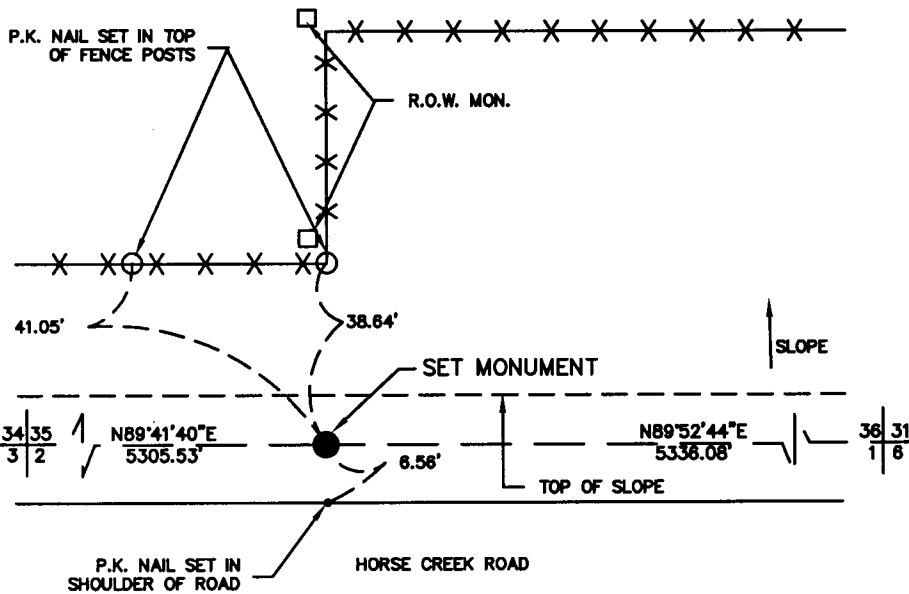 P.K. NAIL SET IN TOP
OF FENCE POSTS
R.O.W. MON.
41.05'
38.64'
SLOPE
SET MONUMENT
34 35
3 2
N89°41'40"E
5305.53'
N89°52'44"E
5336.08'
36 31
1 6
6.56'
TOP OF SLOPE
P.K. NAIL SET IN
SHOULDER OF ROAD
HORSE CREEK ROAD